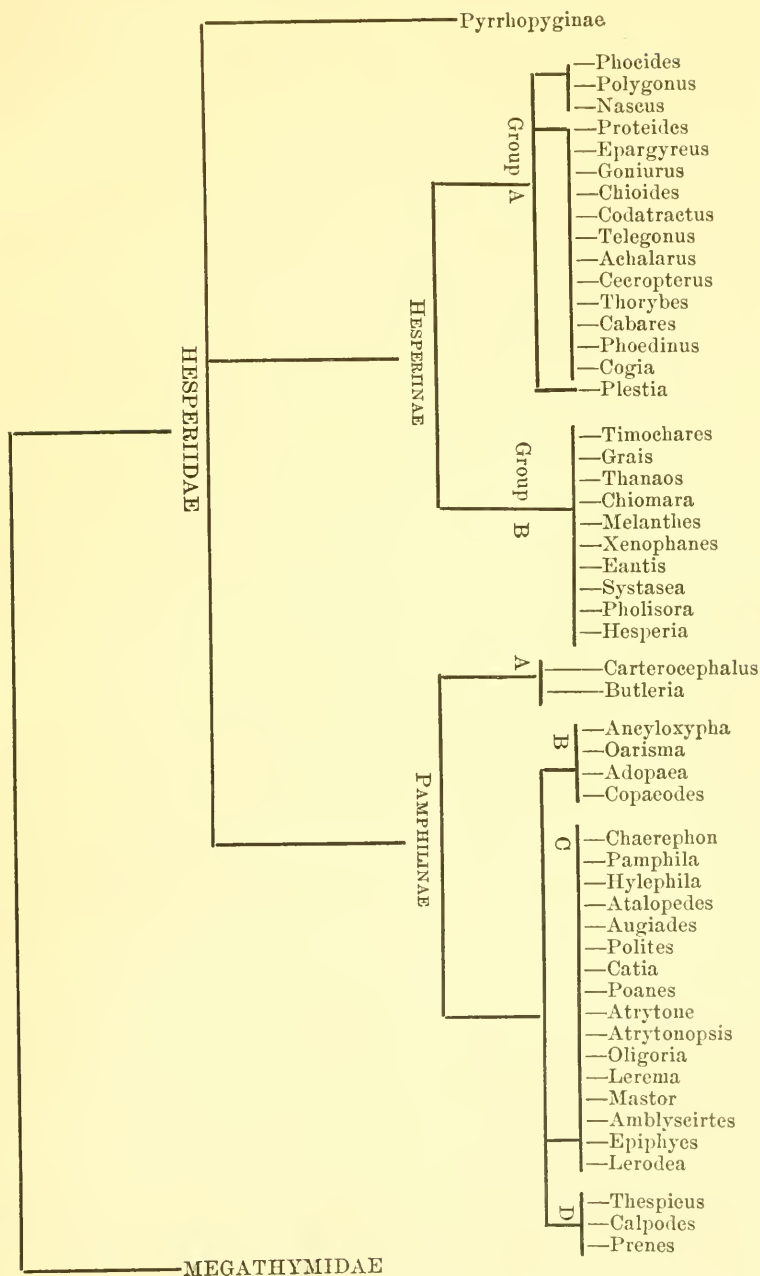 Pyrrhopyginae
—Phocides
—Polygonus
—Nascus
—Proteides
—Epargyreus
—Goniurus
—Chioides
—Codatractus
—Telegonus
—Achalarus
—Cecropterus
—Thorybes
—Cabares
—Phoedinus
—Cogia
—Plestia
Group A
HESPERIINAE
HESPERIIDAE
—Timochares
—Grais
—Thanaos
—Chiomara
—Melanthes
—Xenophanes
—Eantis
—Systasea
—Pholisora
—Hesperia
Group B
A
—Carterocephalus
—Butleria
PAMPHILINAE
B
—Ancyloxypha
—Oarisma
—Adopaea
—Copaeodes
C
—Chaerephon
—Pamphila
—Hylephila
—Atalopedes
—Augiades
—Polites
—Catia
—Poanes
—Atrytone
—Atrytonopsis
—Oligoria
—Lerema
—Mastor
—Amblyscirtes
—Epiphyes
—Lerodea
D
—Thespieus
—Calpodes
—Prenes
MEGATHYMIDAE